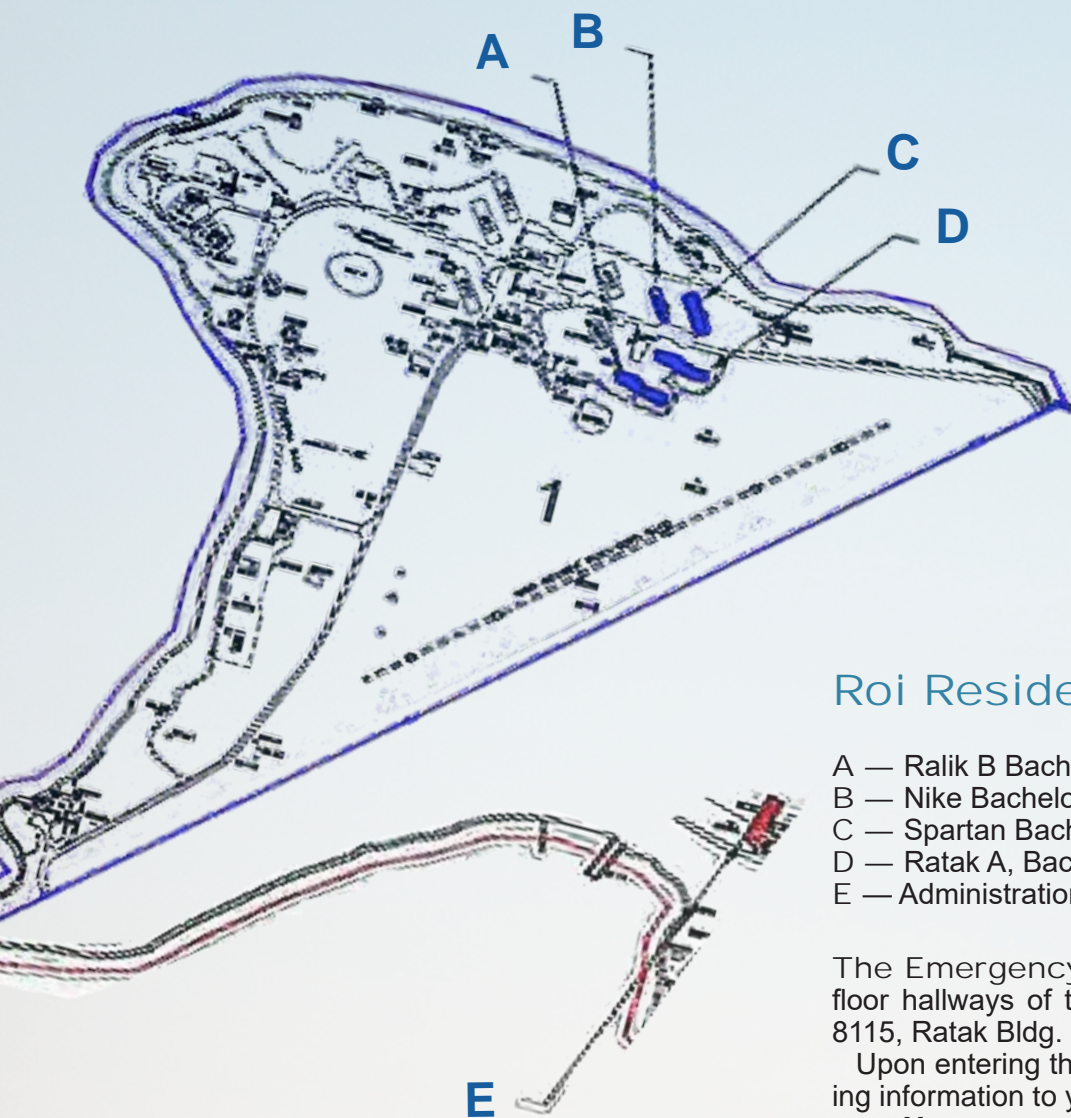 A
B
C
D
1
E
Roi Reside
A — Ralik B Bach
B — Nike Bachelo
C — Spartan Bach
D — Ratak A, Bac
E — Administration
The Emergency
floor hallways of t
8115, Ratak Bldg.
Upon entering th
ing information to y